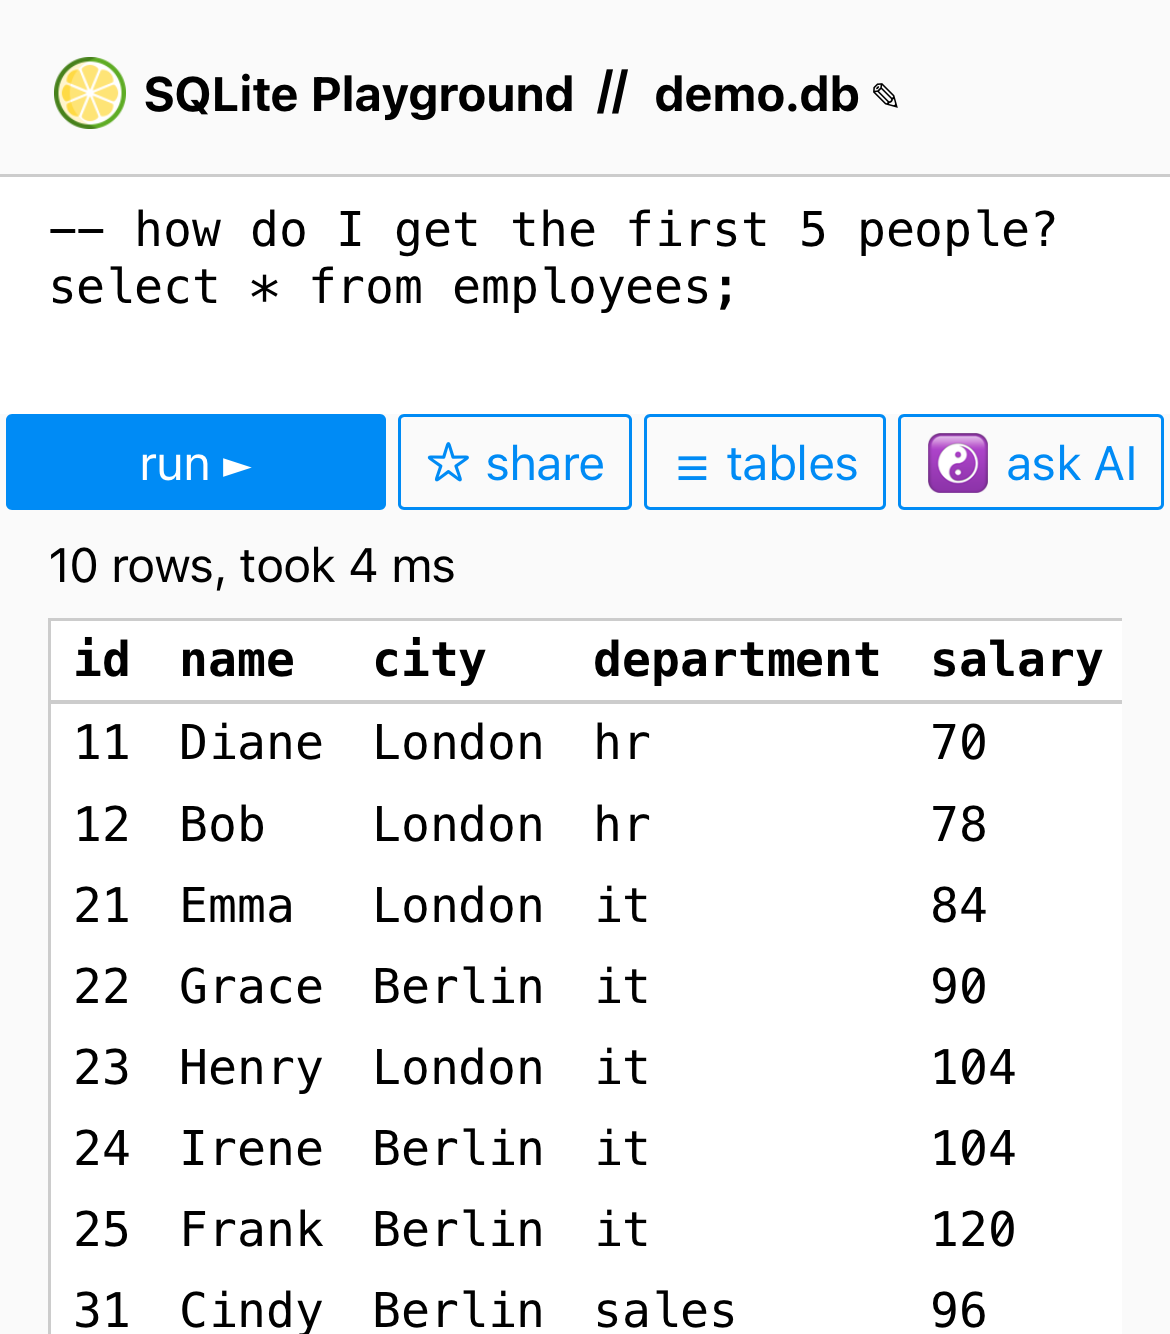 SQLite Playground // demo.db ✎
-- how do I get the first 5 people?
select * from employees;
run ► ☆ share ≡ tables ☯ ask AI
10 rows, took 4 ms
id name city department salary
11 Diane London hr 70
12 Bob London hr 78
21 Emma London it 84
22 Grace Berlin it 90
23 Henry London it 104
24 Irene Berlin it 104
25 Frank Berlin it 120
31 Cindy Berlin sales 96